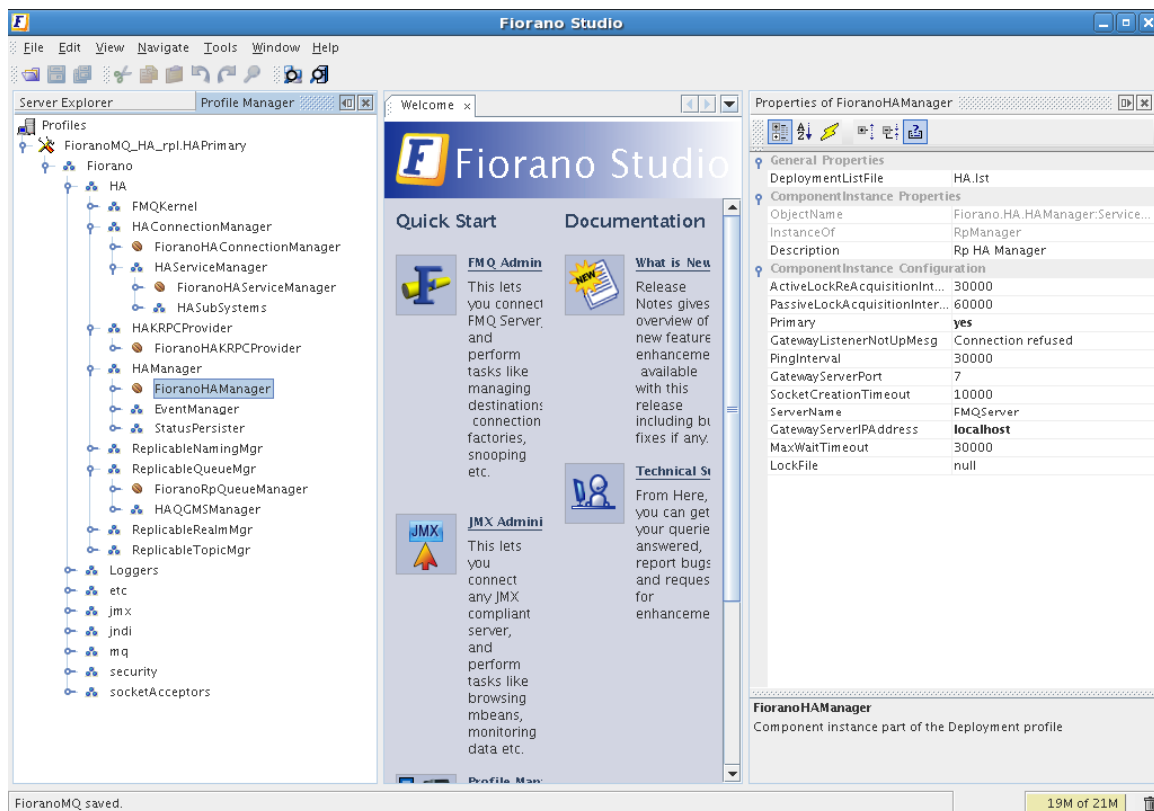 Fiorano Studio
File Edit View Navigate Tools Window Help
Server Explorer
Profile Manager
Profiles
FioranoMQ_HA_rpl.HAPrimary
Fiorano
HA
FMQKernel
HAConnectionManager
FioranoHAConnectionManager
HAServiceManager
FioranoHAServiceManager
HASubSystems
HAKRPCProvider
FioranoHAKRPCProvider
HAManager
FioranoHAManager
EventManager
StatusPersister
ReplicableNamingMgr
ReplicableQueueMgr
FioranoRpQueueManager
HAQGMSManager
ReplicableRealmMgr
ReplicableTopicMgr
Loggers
etc
jmx
jndi
mq
security
socketAcceptors
Welcome
F Fiorano Studio
Quick Start
FMQ Admin
This lets
you connect
FMQ Server,
and
perform
tasks like
managing
destinations
connection
factories,
snooping
etc.
JMX
JMX Admini
This lets
you
connect
any JMX
compliant
server,
and
perform
tasks like
browsing
mbeans,
monitoring
data etc.
Profile Man
Documentation
NEW
What is New
Release
Notes gives
overview of
new feature
enhanceme
available
with this
release
including bu
fixes if any.
Technical Su
From Here,
you can get
your querie
answered,
report bugs
and reques
for
enhanceme
Properties of FioranoHAManager
General Properties
DeploymentListFile HA.lst
ComponentInstance Properties
ObjectName Fiorano.HA.HAManager:Service...
InstanceOf RpManager
Description Rp HA Manager
ComponentInstance Configuration
ActiveLockReAcquisitionInt... 30000
PassiveLockAcquisitionInter... 60000
Primary yes
GatewayListenerNotUpMesg Connection refused
PingInterval 30000
GatewayServerPort 7
SocketCreationTimeout 10000
ServerName FMQServer
GatewayServerIPAddress localhost
MaxWaitTimeout 30000
LockFile null
FioranoHAManager
Component instance part of the Deployment profile
FioranoMQ saved.
19M of 21M